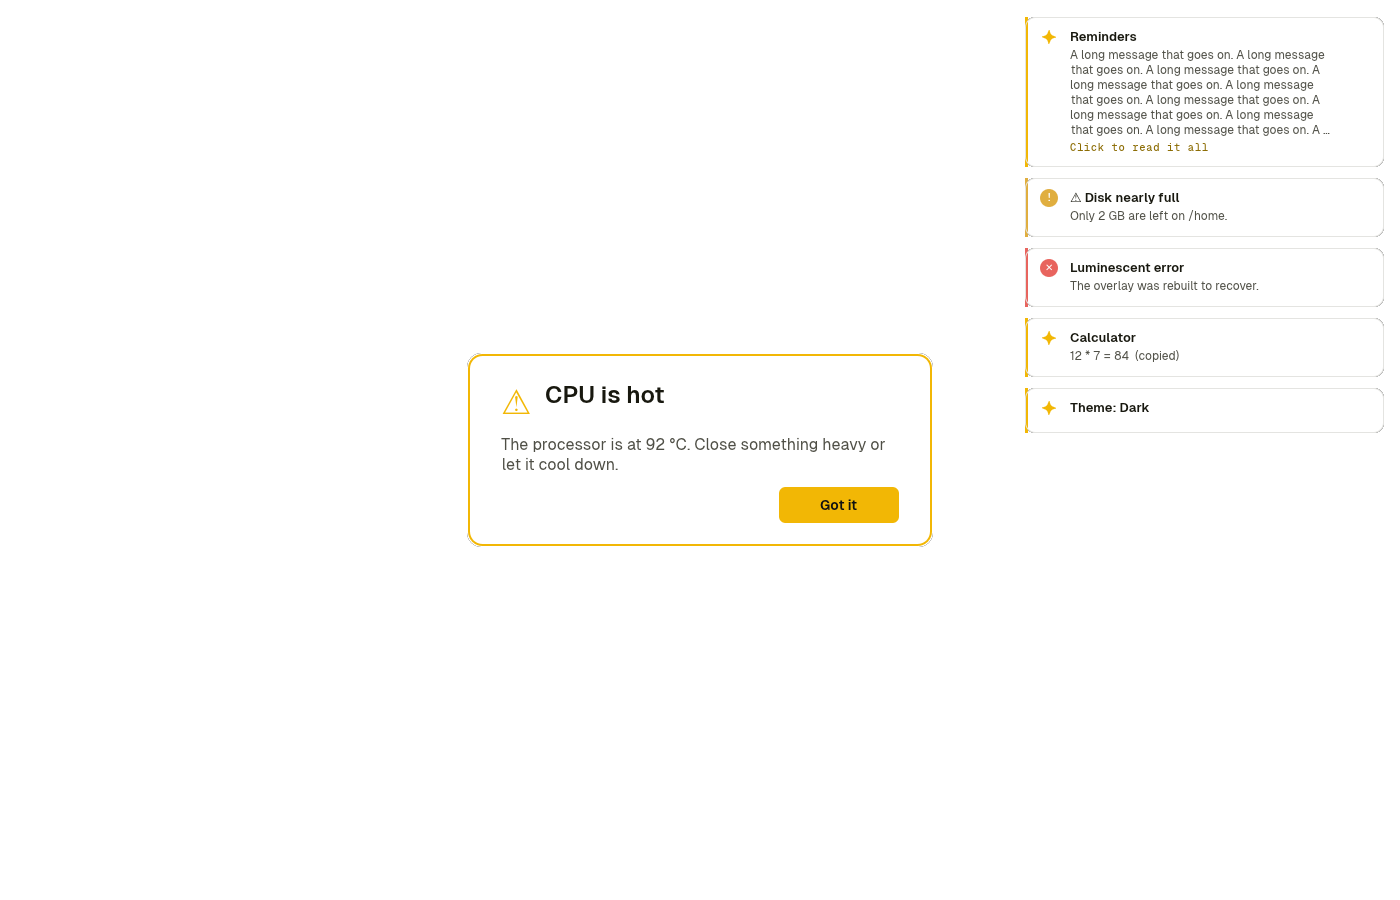 Reminders
A long message that goes on. A long message
that goes on. A long message that goes on. A
long message that goes on. A long message
that goes on. A long message that goes on. A
long message that goes on. A long message
that goes on. A long message that goes on. A …
Click to read it all
! ⚠ Disk nearly full
Only 2 GB are left on /home.
✕ Luminescent error
The overlay was rebuilt to recover.
Calculator
12 * 7 = 84 (copied)
Theme: Dark
⚠ CPU is hot
The processor is at 92 °C. Close something heavy or
let it cool down.
Got it